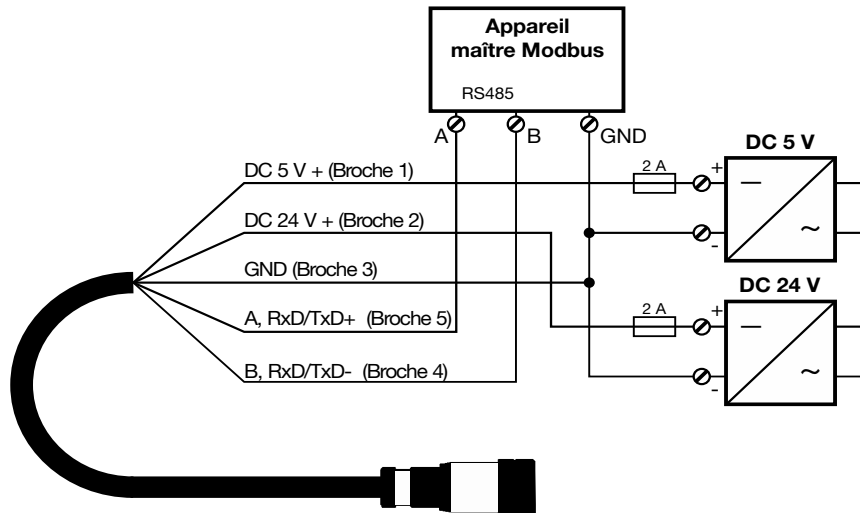 Appareil
maître Modbus
RS485
A
B
GND
DC 5 V
DC 5 V + (Broche 1)
2 A
+
-
~
DC 24 V + (Broche 2)
GND (Broche 3)
DC 24 V
A, RxD/TxD+ (Broche 5)
2 A
+
-
~
B, RxD/TxD- (Broche 4)